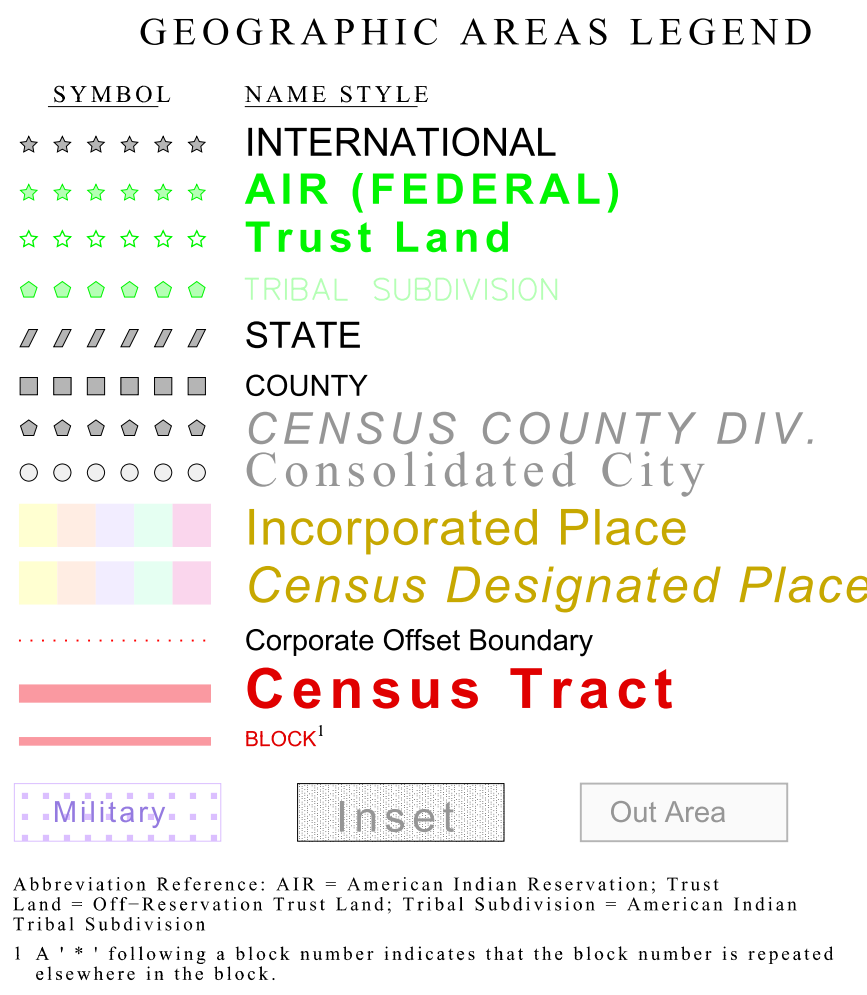 GEOGRAPHIC AREAS LEGEND
SYMBOL NAME STYLE
INTERNATIONAL
AIR (FEDERAL)
Trust Land
TRIBAL SUBDIVISION
STATE
COUNTY
CENSUS COUNTY DIV.
Consolidated City
Incorporated Place
Census Designated Place
Corporate Offset Boundary
Census Tract
BLOCK¹
Military Inset Out Area
Abbreviation Reference: AIR = American Indian Reservation; Trust
Land = Off−Reservation Trust Land; Tribal Subdivision = American Indian
Tribal Subdivision
1 A ' * ' following a block number indicates that the block number is repeated
elsewhere in the block.